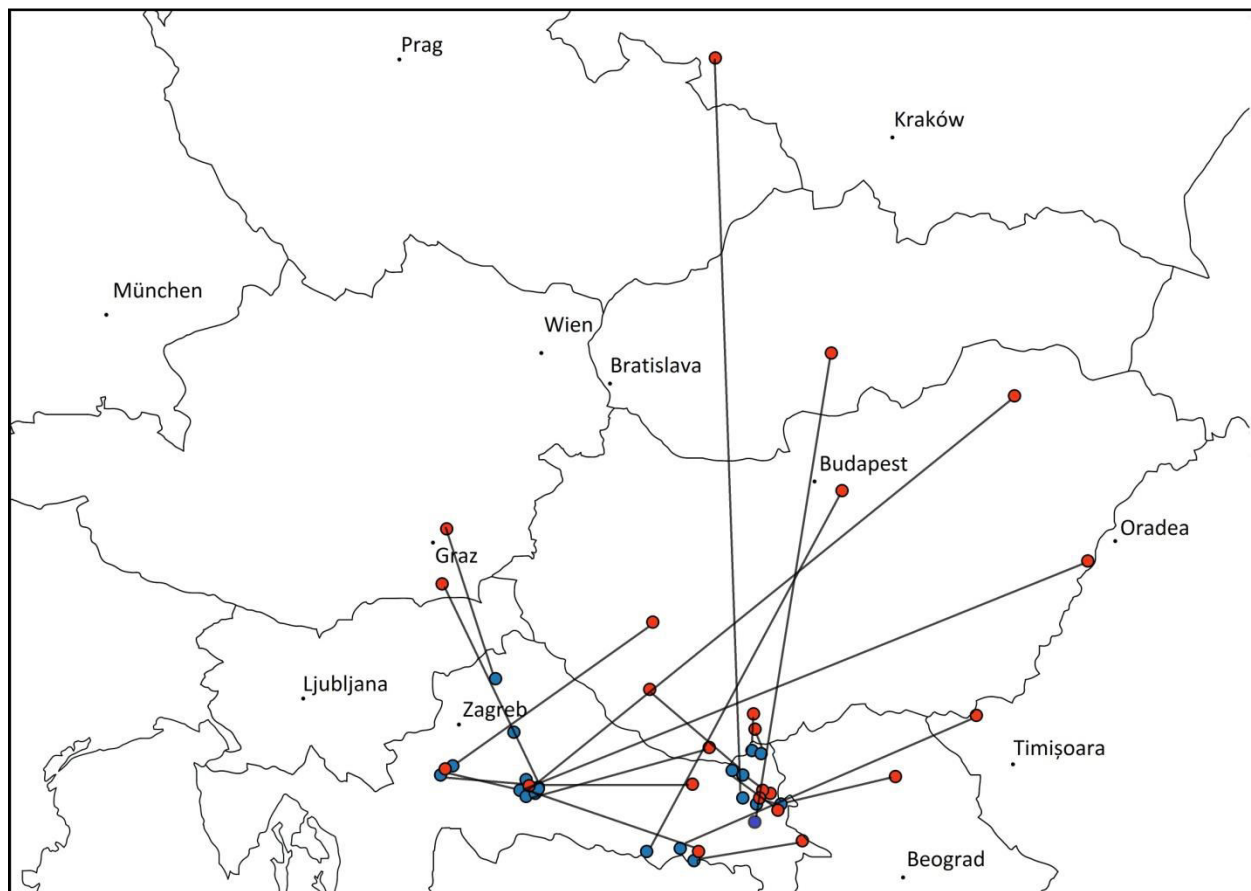 Prag
Kraków
München
Wien
Bratislava
Budapest
Graz
Oradea
Ljubljana
Zagreb
Timișoara
Beograd